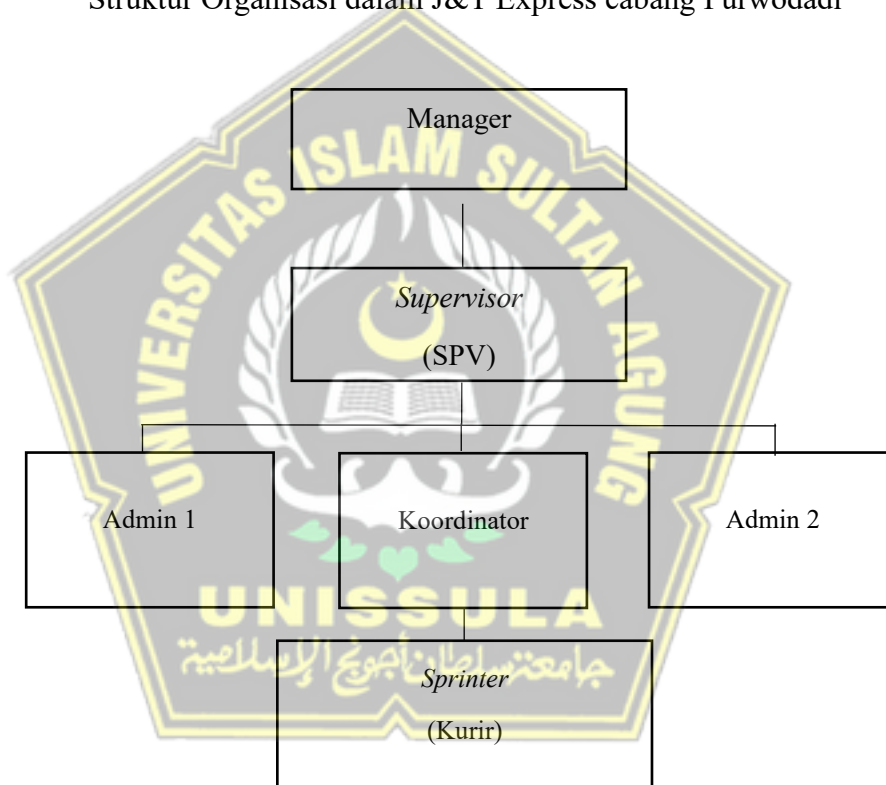 Struktur Organisasi dalam J&T Express cabang Purwodadi
Manager
Supervisor
(SPV)
Admin 1
Koordinator
Admin 2
Sprinter
(Kurir)
UNIVERSITAS ISLAM SULTAN AGUNG
UNISSULA
جامعة سلطان أجونج الإسلامية